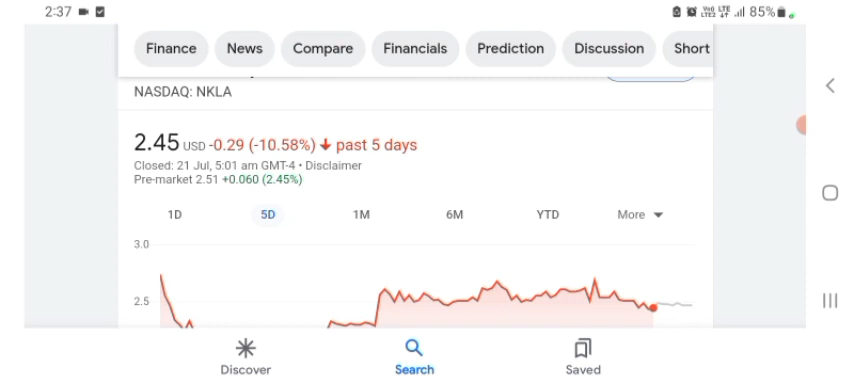 2:37
85%
Finance News Compare Financials Prediction Discussion Short
NASDAQ: NKLA
2.45 USD -0.29 (-10.58%) ↓ past 5 days
Closed: 21 Jul, 5:01 am GMT-4 • Disclaimer
Pre-market 2.51 +0.060 (2.45%)
1D 5D 1M 6M YTD More
3.0
2.5
Discover Search Saved